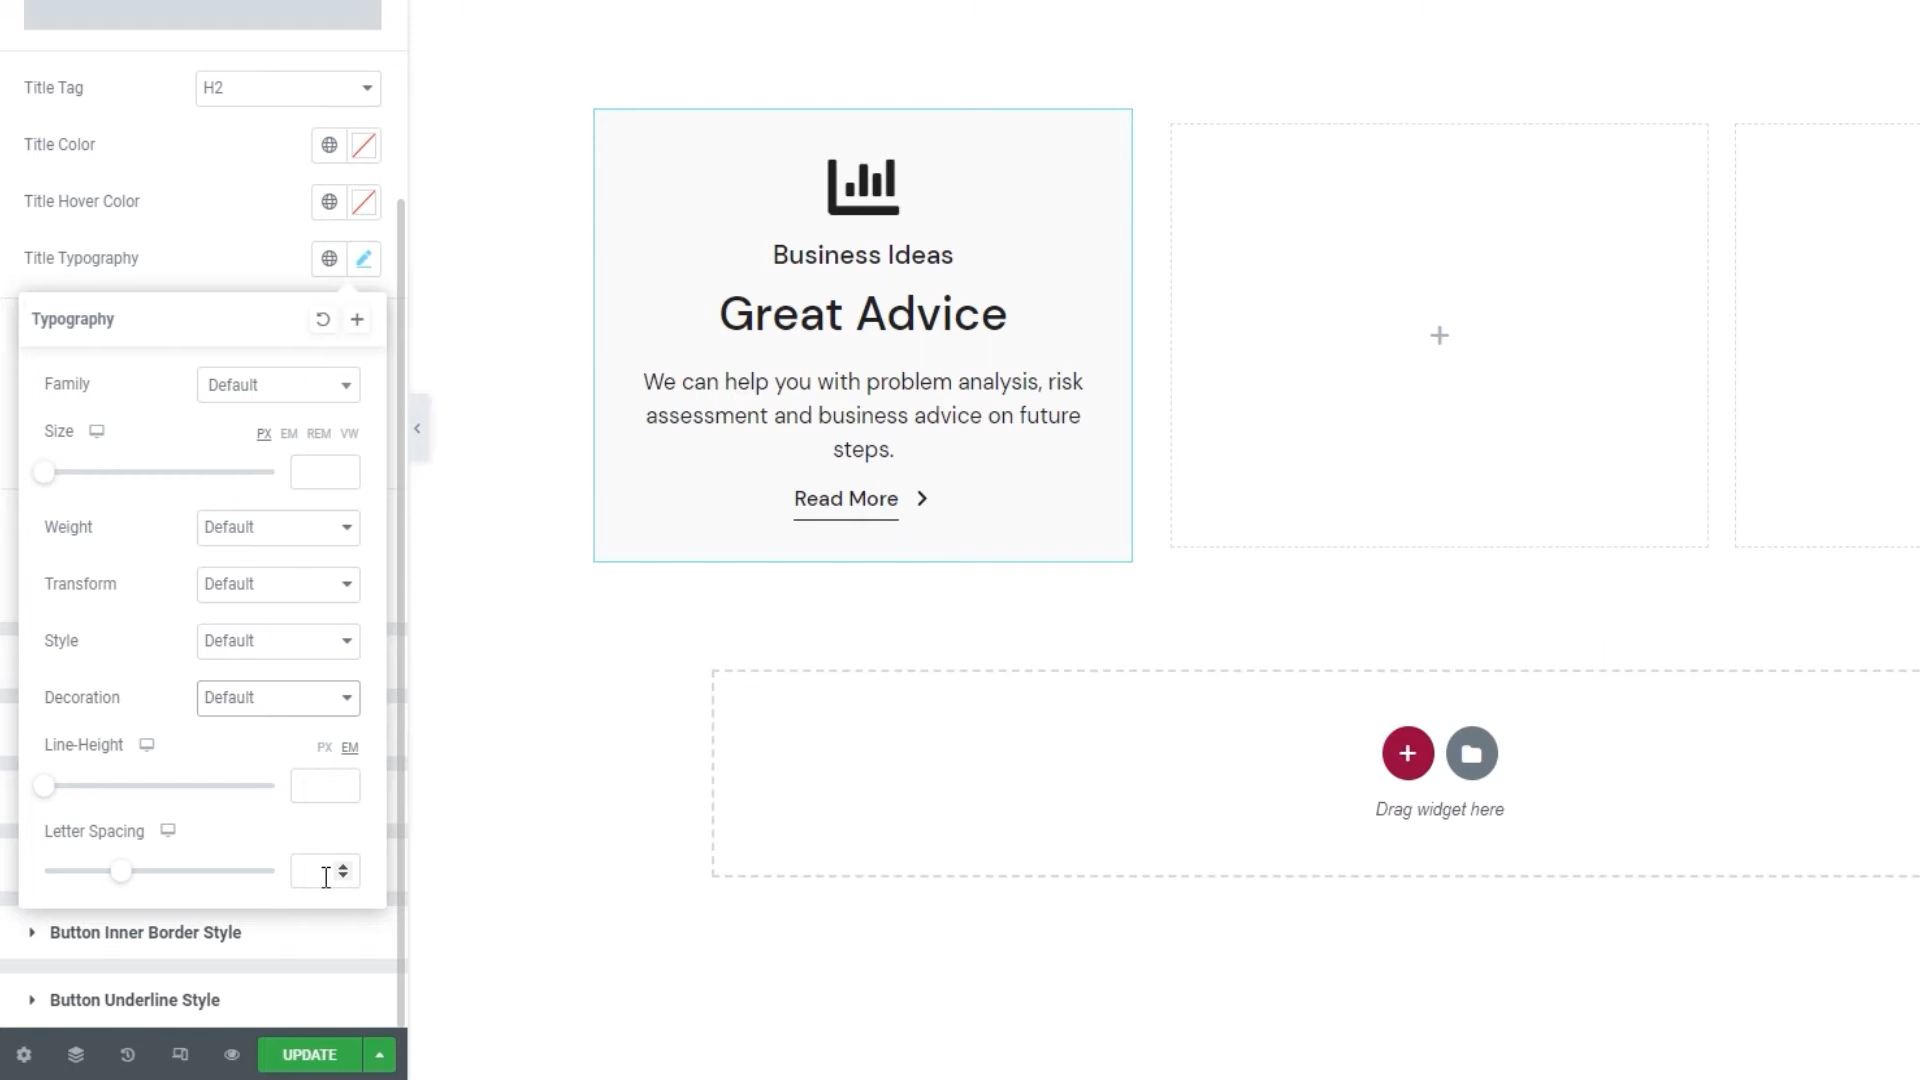 Title Tag
H2
Title Color
Title Hover Color
Title Typography
Typography
Family
Default
Size
PX EM REM VW
Weight
Default
Transform
Default
Style
Default
Decoration
Default
Line-Height
PX EM
Letter Spacing
Button Inner Border Style
Button Underline Style
UPDATE
Business Ideas
Great Advice
We can help you with problem analysis, risk
assessment and business advice on future
steps.
Read More
Drag widget here